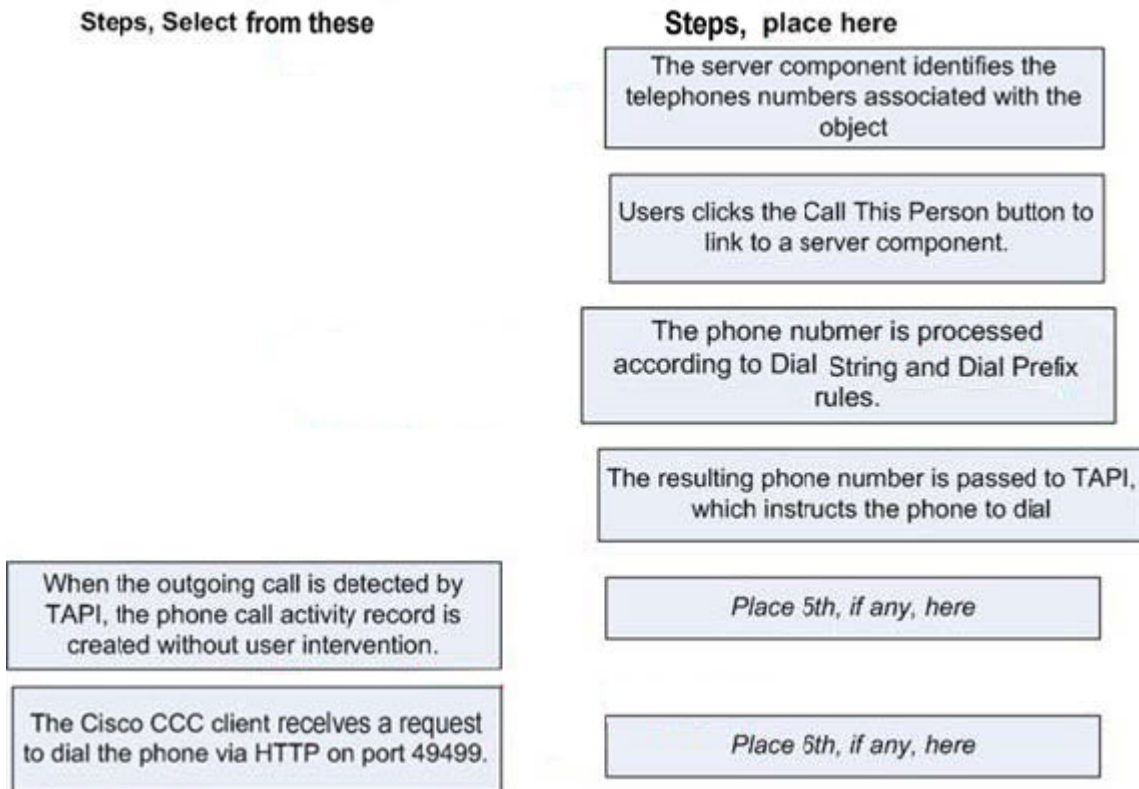 Steps, Select from these
Steps, place here
The server component identifies the
telephones numbers associated with the
object
Users clicks the Call This Person button to
link to a server component.
The phone nubmer is processed
according to Dial String and Dial Prefix
rules.
The resulting phone number is passed to TAPI,
which instructs the phone to dial
When the outgoing call is detected by
TAPI, the phone call activity record is
created without user intervention.
Place 5th, if any, here
The Cisco CCC client receives a request
to dial the phone via HTTP on port 49499.
Place 6th, if any, here